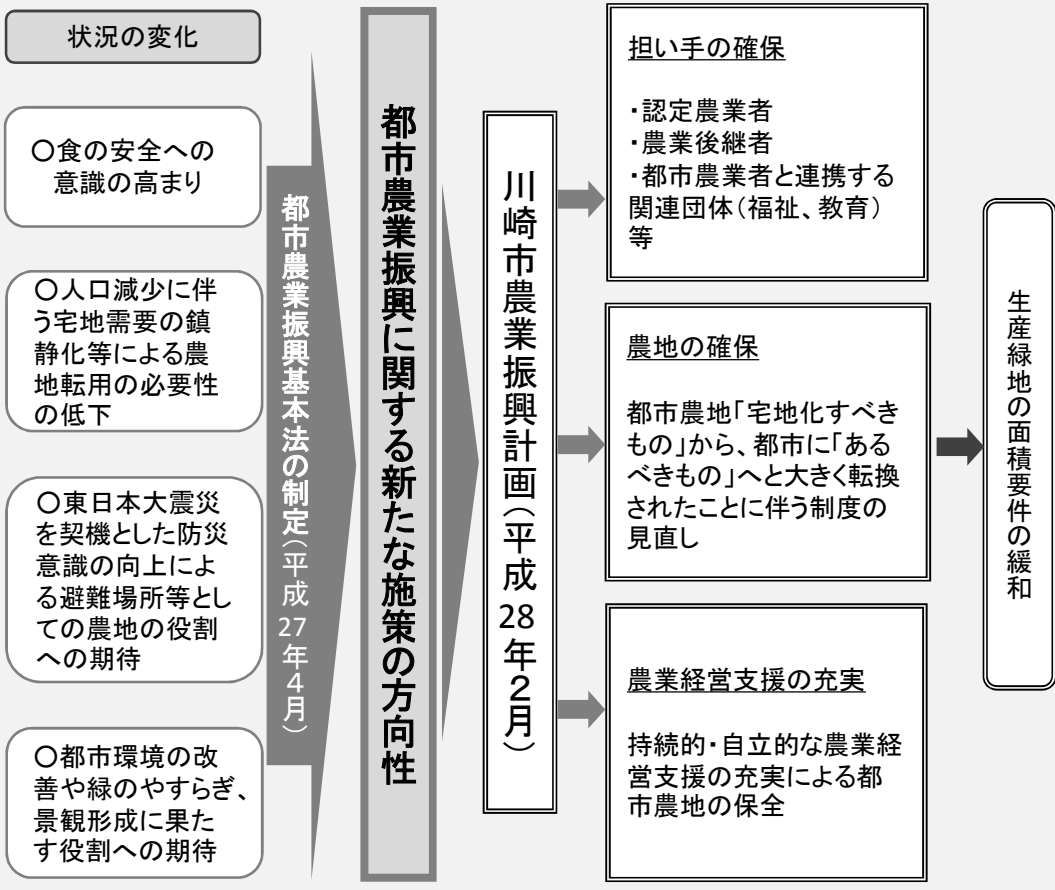 状況の変化
〇食の安全への
意識の高まり
〇人口減少に伴
う宅地需要の鎮
静化等による農
地転用の必要性
の低下
〇東日本大震災
を契機とした防災
意識の向上によ
る避難場所等とし
ての農地の役割
への期待
〇都市環境の改
善や緑のやすらぎ、
景観形成に果た
す役割への期待
都市農業振興基本法の制定(平成27年4月)
都市農業振興に関する新たな施策の方向性
川崎市農業振興計画(平成28年2月)
担い手の確保
・認定農業者
・農業後継者
・都市農業者と連携する
関連団体(福祉、教育)
等
農地の確保
都市農地「宅地化すべき
もの」から、都市に「ある
べきもの」へと大きく転換
されたことに伴う制度の
見直し
農業経営支援の充実
持続的・自立的な農業経
営支援の充実による都
市農地の保全
生産緑地の面積要件の緩和